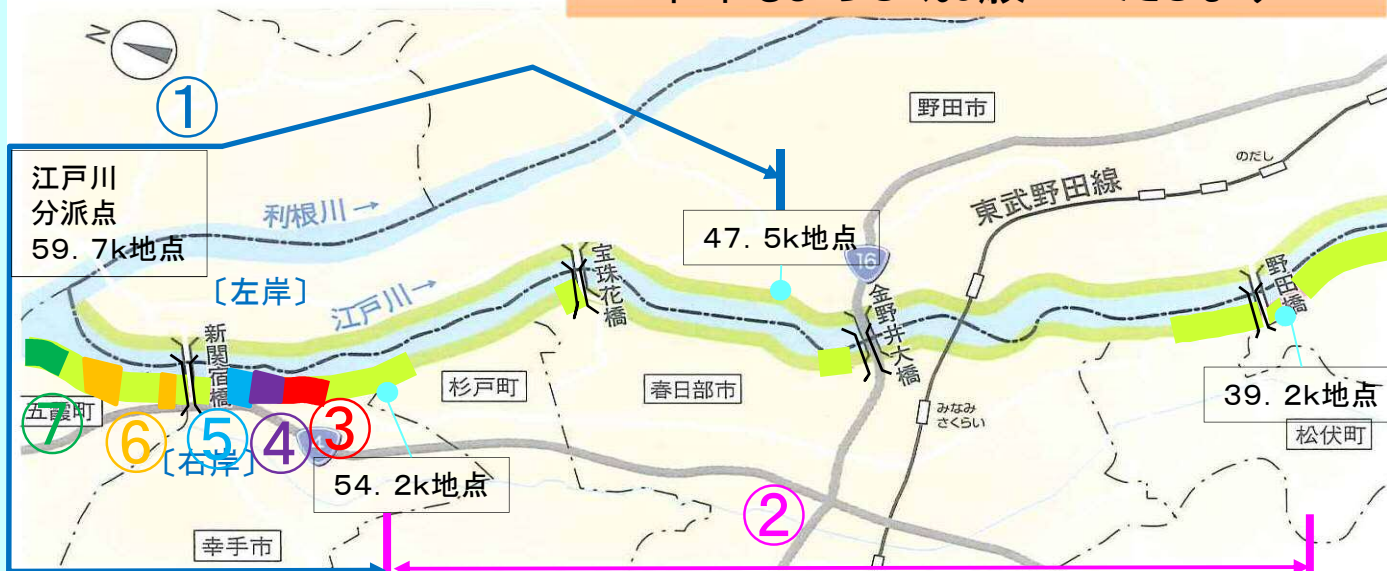 N
①
野田市
江戸川
分派点
59. 7k地点
利根川→
のだし
東武野田線
47. 5k地点
16
宝珠花橋
〔左岸〕
江戸川→
金野井大橋
野田橋
新関宿橋
杉戸町
春日部市
39. 2k地点
五霞町
みなみ
さくらい
松伏町
⑦
⑥
⑤
④
③
〔右岸〕
54. 2k地点
②
幸手市